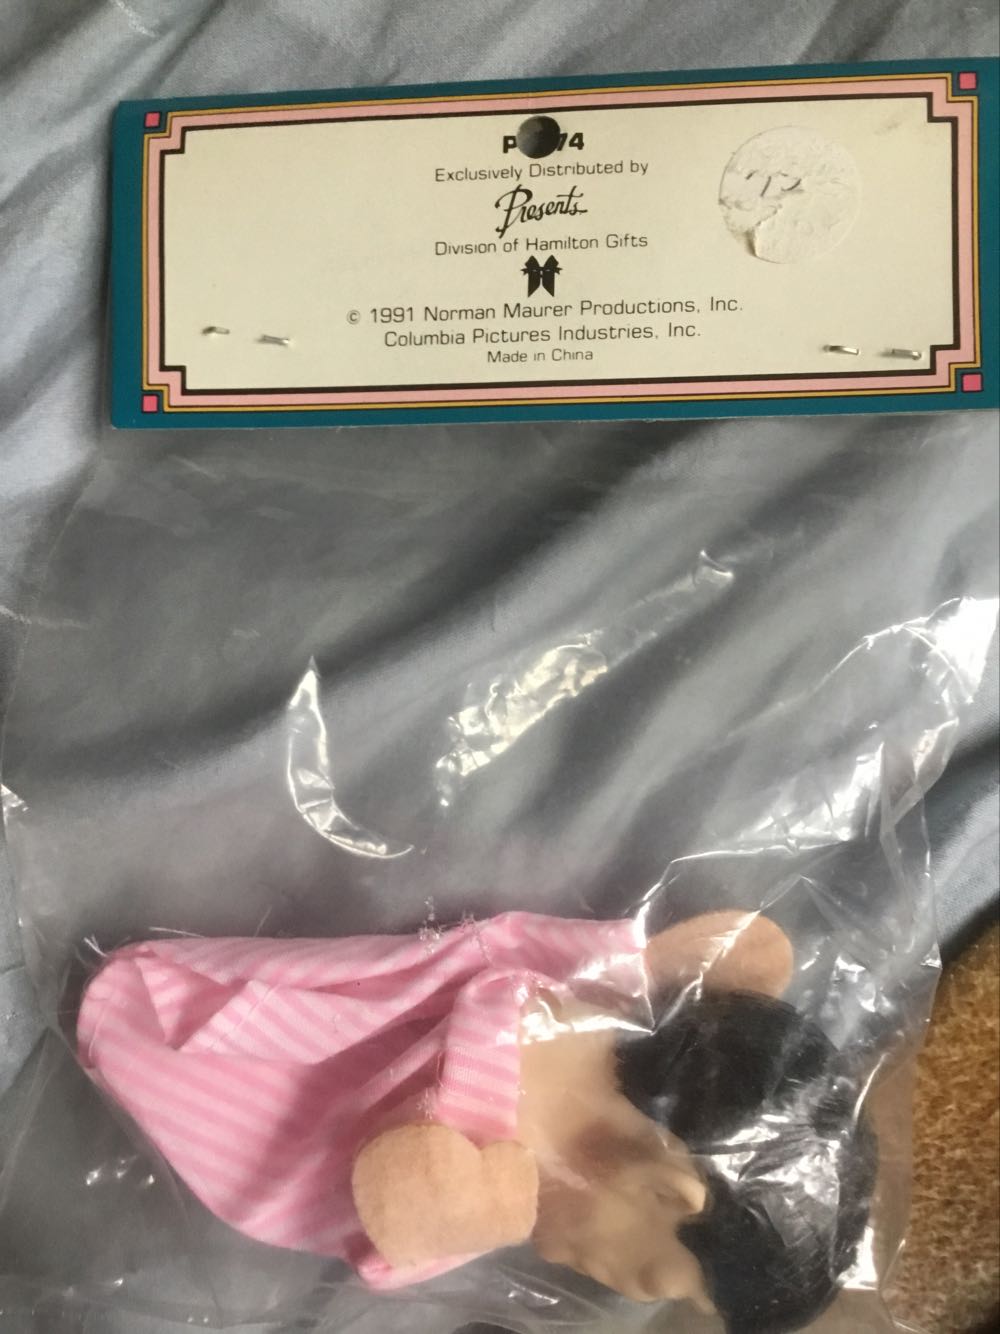 Exclusively Distributed by
Presents
Division of Hamilton Gifts
© 1991 Norman Maurer Productions, Inc.
Columbia Pictures Industries, Inc.
Made in China